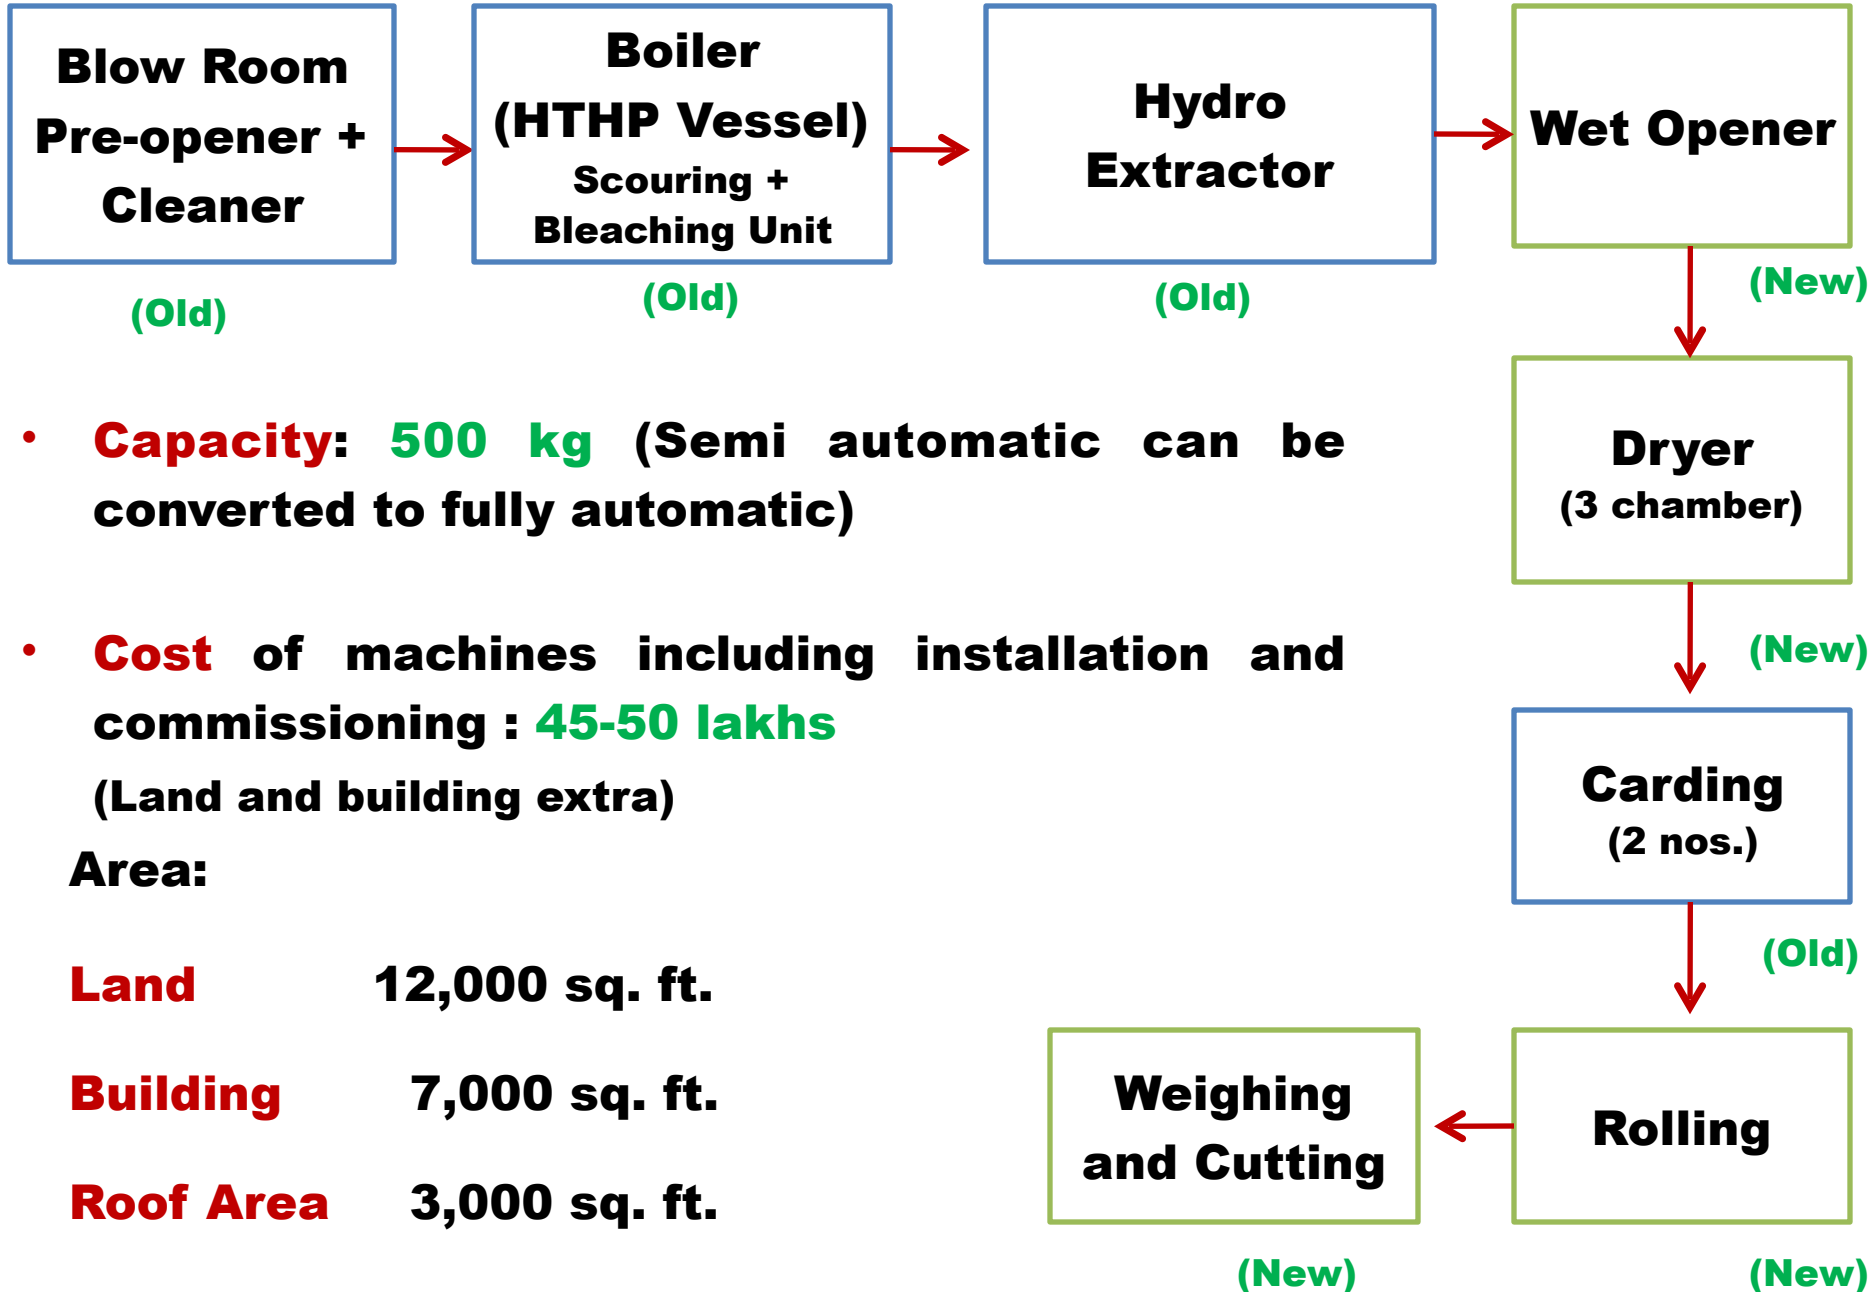 Blow Room
Pre-opener +
Cleaner
(Old)
Boiler
(HTHP Vessel)
Scouring +
Bleaching Unit
(Old)
Hydro
Extractor
(Old)
Wet Opener
(New)
Dryer
(3 chamber)
(New)
Carding
(2 nos.)
(Old)
Rolling
(New)
Weighing
and Cutting
(New)
• Capacity: 500 kg (Semi automatic can be
converted to fully automatic)
• Cost of machines including installation and
commissioning : 45-50 lakhs
(Land and building extra)
Area:
Land 12,000 sq. ft.
Building 7,000 sq. ft.
Roof Area 3,000 sq. ft.